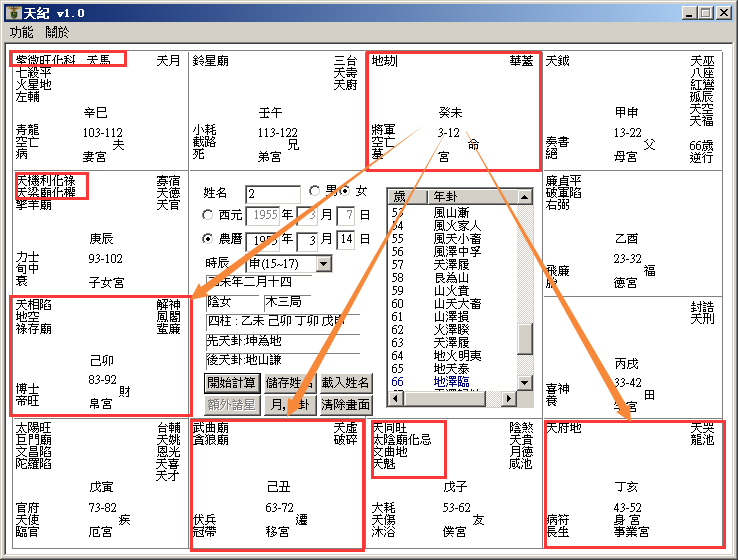 天紀 v1.0
功能 關於
紫微旺化科 天馬 天月
七殺平
火星地
左輔
辛巳
青龍 103-112
空亡 夫
病 妻宮
鈴星廟 三台
天壽
天廚
壬午
小耗 113-122
截路 兄
死 弟宮
地劫 華蓋
癸未
將軍 3-12
空亡 命
墓 宮
天鉞 天巫
八座
紅鸞
孤辰
天空
天福
甲申
13-22
奏書 父 66歲
絕 母宮 逆行
天機利化祿 寡宿
天梁廟化權 天德
擎羊廟 天官
庚辰
力士 93-102
旬中
衰 子女宮
姓名 2 男 女
西元 1955 年 3 月 7 日
農曆 1955 年 3 月 14 日
時辰 申(15~17)
乙未年二月十四
陰女 木三局
四柱 : 乙未 己卯 丁卯 戊申
先天卦:坤為地
後天卦:地山謙
開始計算 儲存姓名 載入姓名
額外諸星 月, 卦 清除畫面
歲 年卦
53 風山漸
54 風火家人
55 風天小畜
56 風澤中孚
57 天澤履
58 艮為山
59 山火賁
60 山天大畜
61 山澤損
62 火澤睽
63 天澤履
64 地火明夷
65 地天泰
66 地澤臨
廉貞平
破軍陷
右弼
乙酉
23-32
飛廉 福
德宮
天相陷 解神
地空 鳳閣
祿存廟 蜚廉
己卯
博士 83-92
帝旺 財
帛宮
封誥
天刑
丙戌
喜神 33-42
養 田
宅宮
太陽旺 台輔
巨門廟 天姚
文昌陷 恩光
陀羅陷 天喜
天才
戊寅
官府 73-82
天使 疾
臨官 厄宮
武曲廟 天虛
貪狼廟 破碎
己丑
伏兵 63-72
冠帶 遷
移宮
天同旺 陰煞
太陰廟化忌 天貴
文曲地 月德
天魁 咸池
戊子
大耗 53-62
天傷 友
沐浴 僕宮
天府地 天哭
龍池
丁亥
43-52
病符 身宮
長生 事業宮